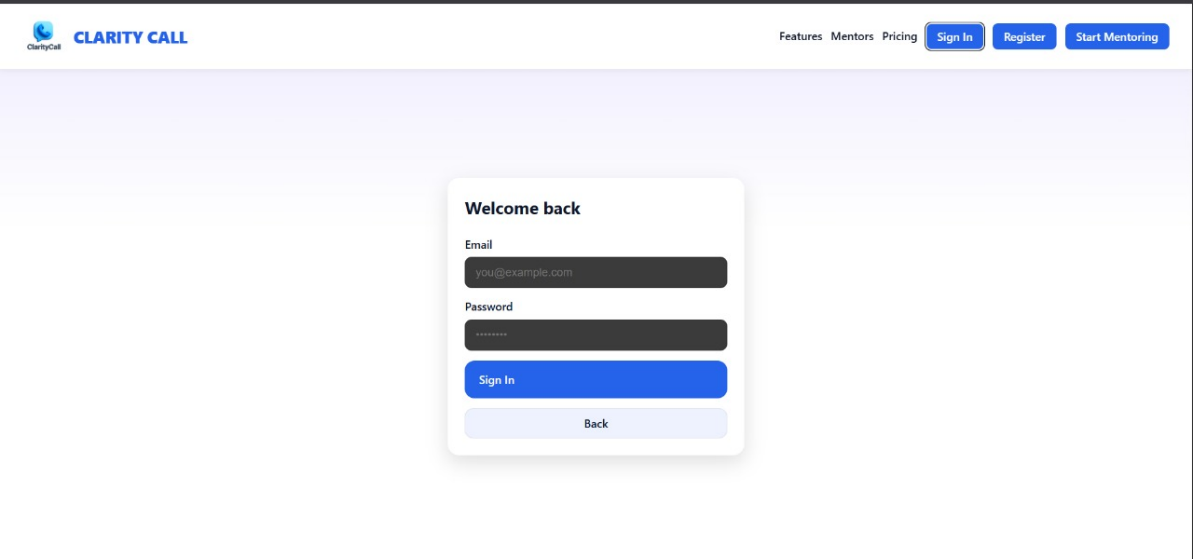 ClarityCall
CLARITY CALL
Features Mentors Pricing Sign In Register Start Mentoring
Welcome back
Email
you@example.com
Password
••••••••
Sign In
Back